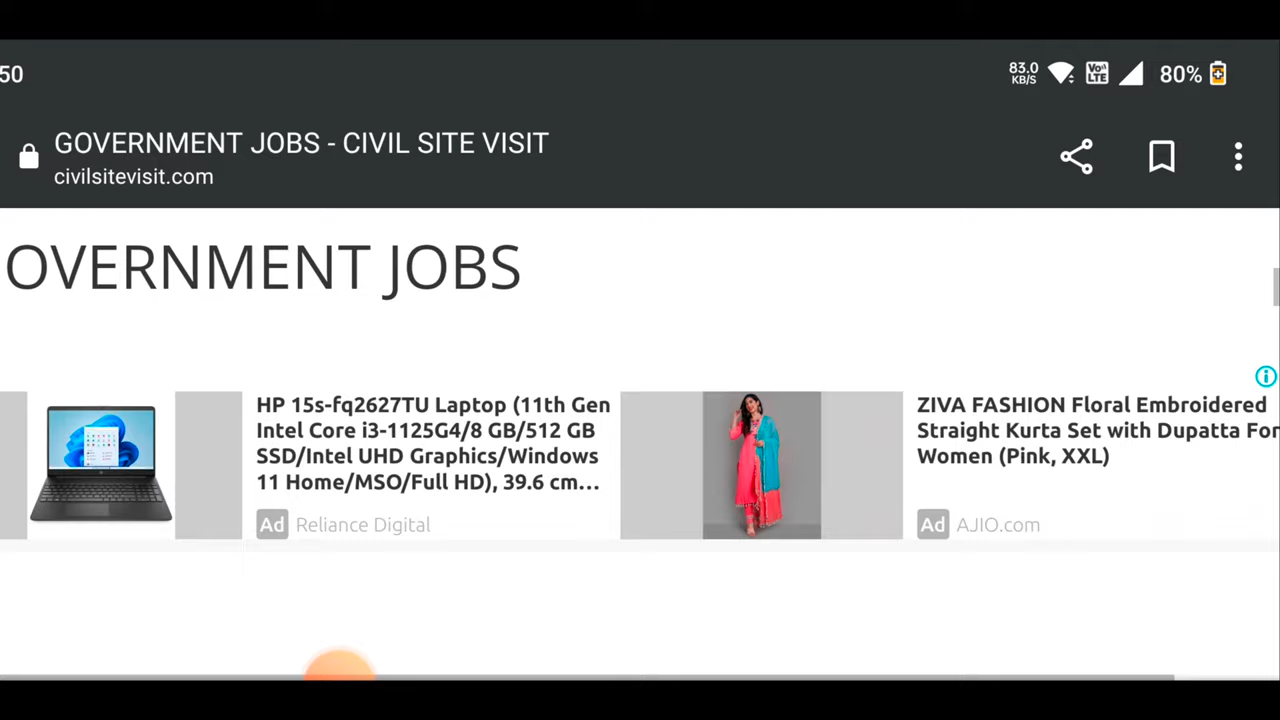 50
83.0
KB/S
Vo
LTE
80%
GOVERNMENT JOBS - CIVIL SITE VISIT
civilsitevisit.com
OVERNMENT JOBS
HP 15s-fq2627TU Laptop (11th Gen
Intel Core i3-1125G4/8 GB/512 GB
SSD/Intel UHD Graphics/Windows
11 Home/MSO/Full HD), 39.6 cm...
Ad Reliance Digital
ZIVA FASHION Floral Embroidered
Straight Kurta Set with Dupatta For
Women (Pink, XXL)
Ad AJIO.com